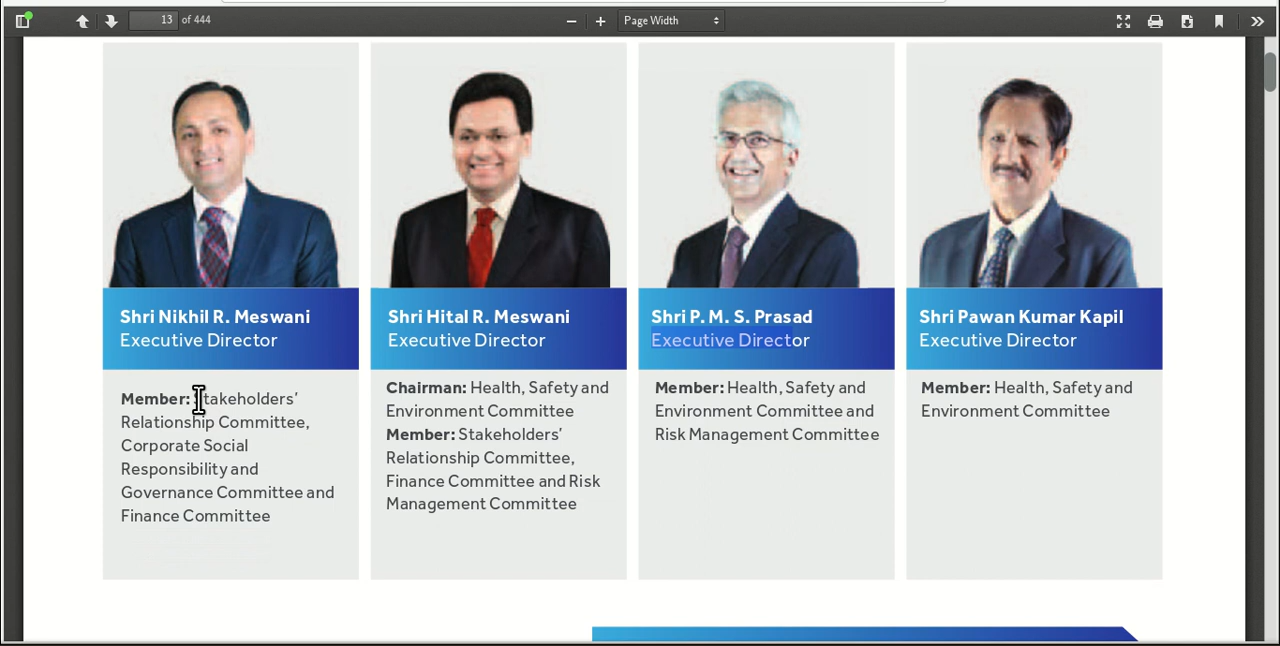 13 of 444
Page Width
Shri Nikhil R. Meswani
Executive Director
Member: Stakeholders'
Relationship Committee,
Corporate Social
Responsibility and
Governance Committee and
Finance Committee
Shri Hital R. Meswani
Executive Director
Chairman: Health, Safety and
Environment Committee
Member: Stakeholders'
Relationship Committee,
Finance Committee and Risk
Management Committee
Shri P. M. S. Prasad
Executive Director
Member: Health, Safety and
Environment Committee and
Risk Management Committee
Shri Pawan Kumar Kapil
Executive Director
Member: Health, Safety and
Environment Committee